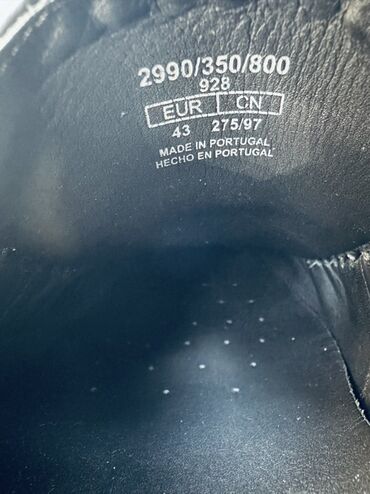 2990/350/800
928
EUR CN
43 275/97
MADE IN PORTUGAL
HECHO EN PORTUGAL